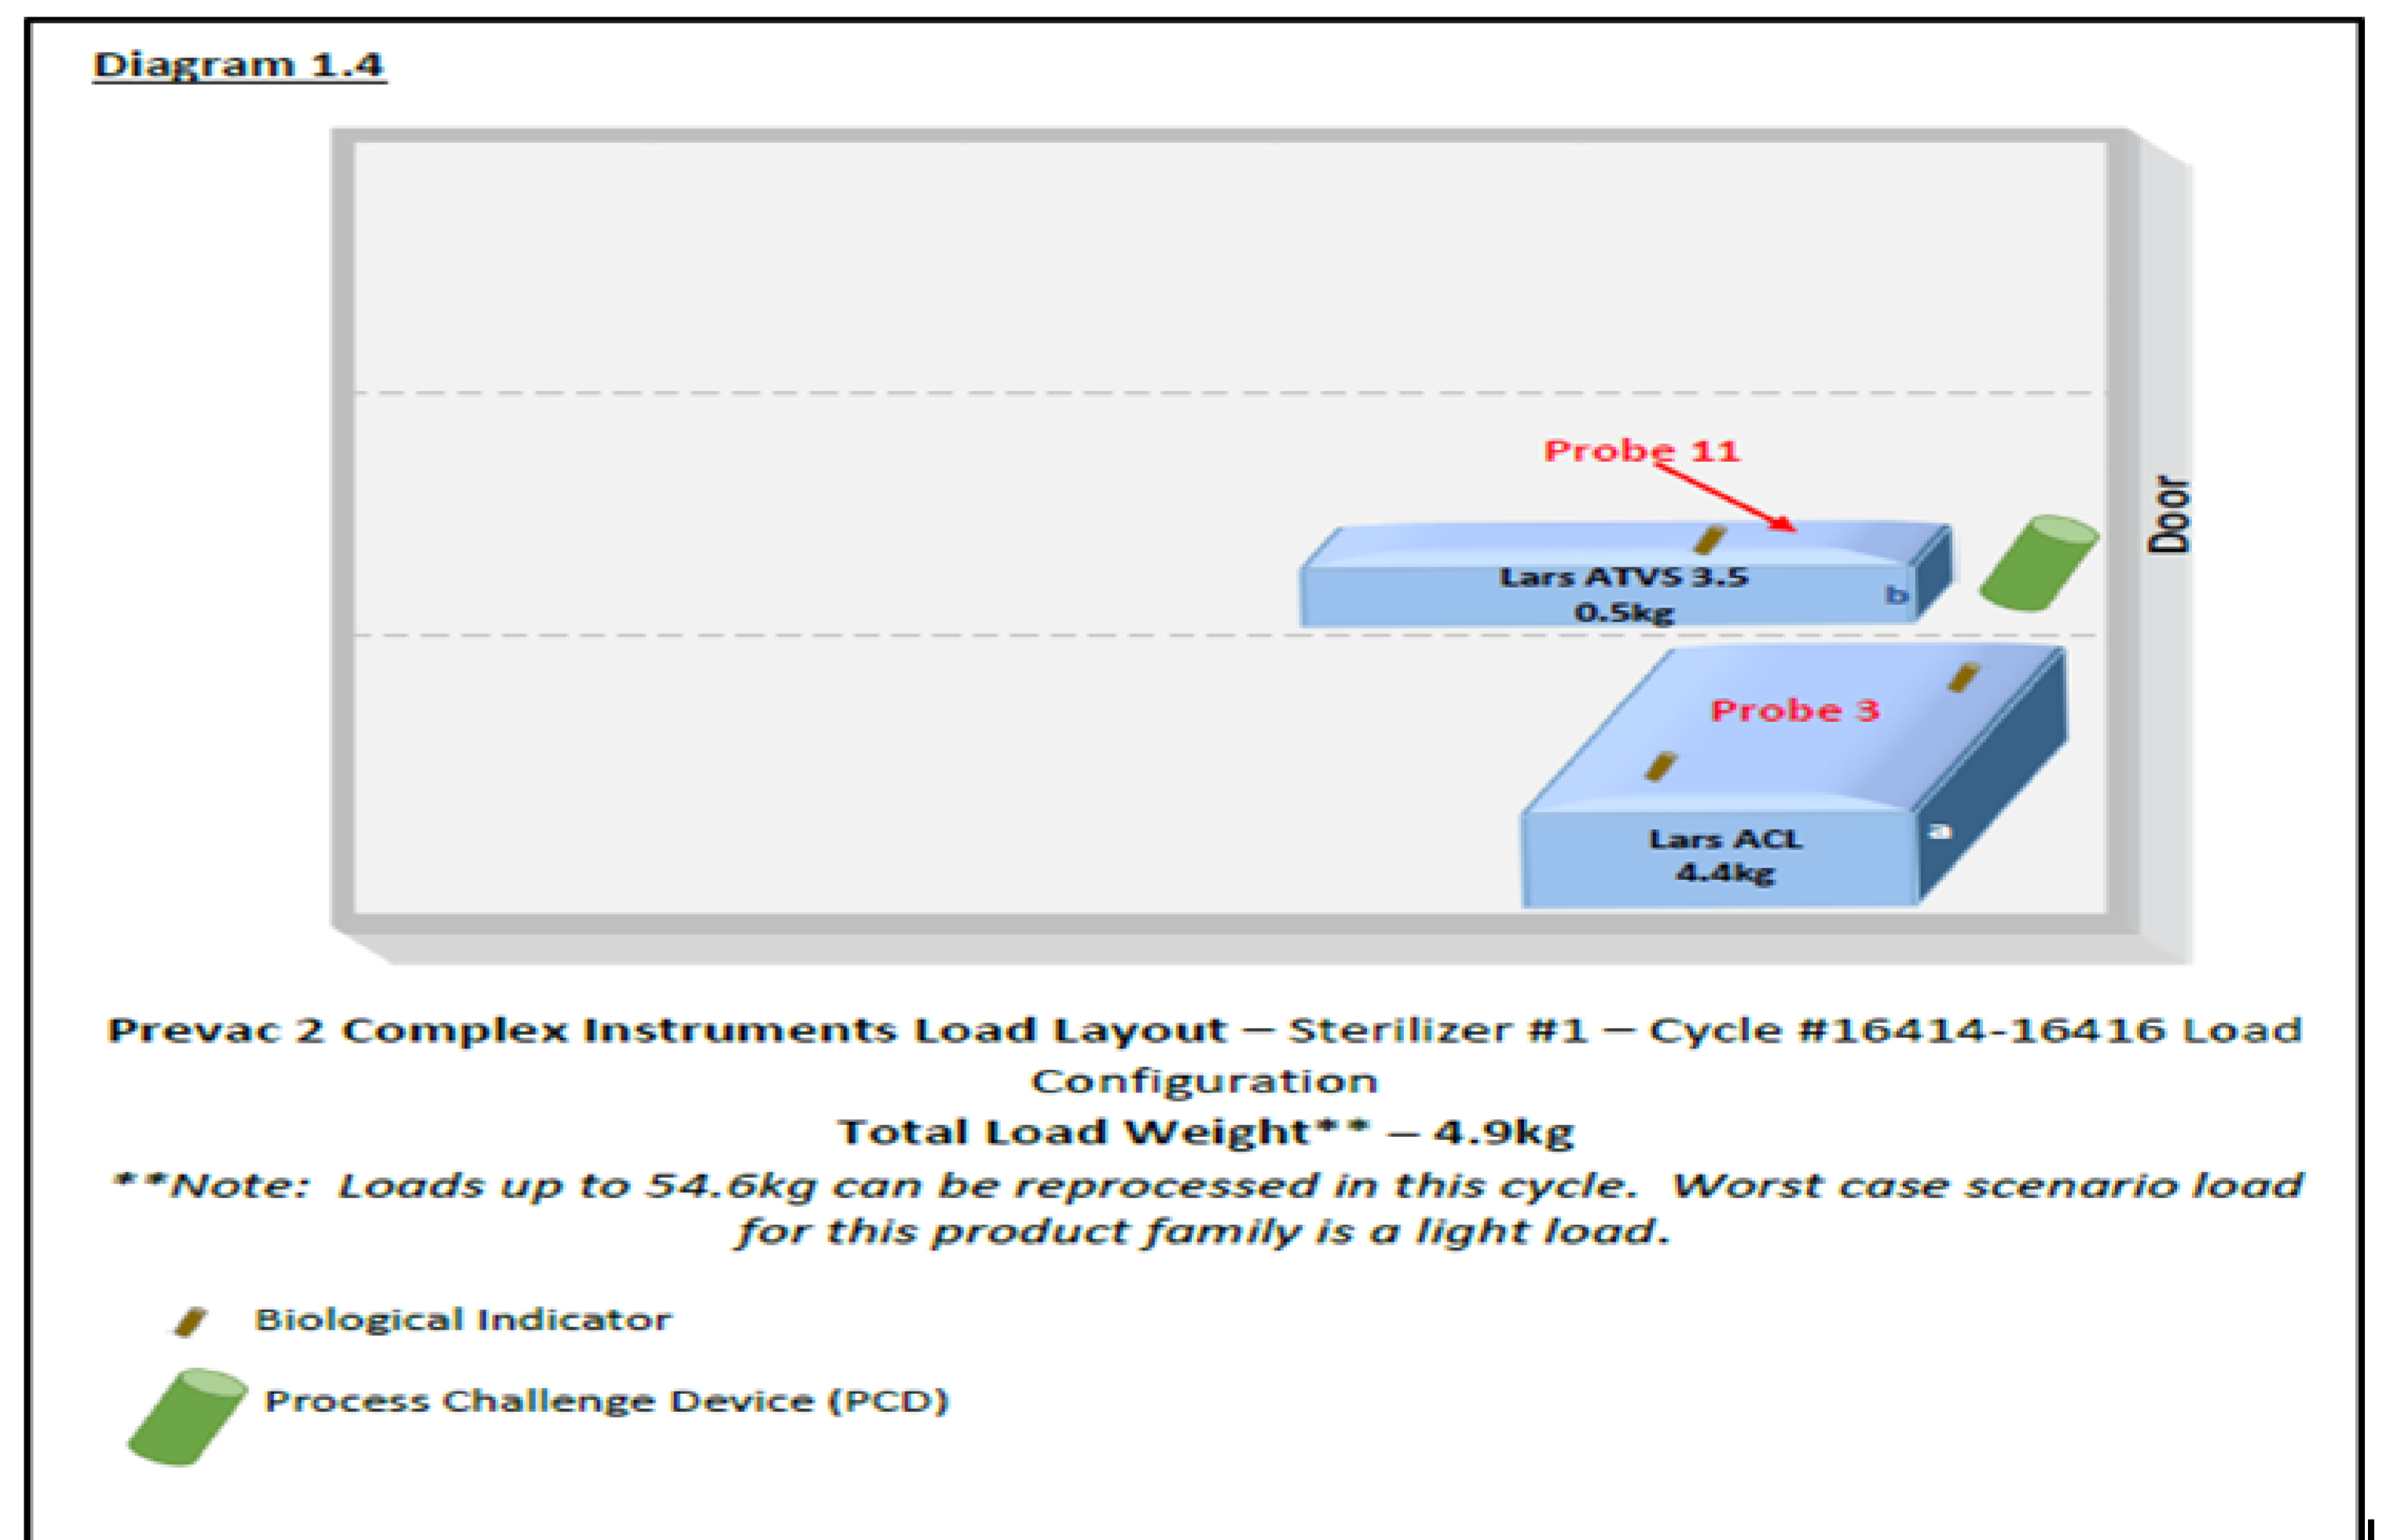 Diagram 1.4
Probe 11
Door
Lars ATVS 3.5
b
0.5kg
Probe 3
Lars ACL
a
4.4kg
Prevac 2 Complex Instruments Load Layout – Sterilizer #1 – Cycle #16414-16416 Load
Configuration
Total Load Weight** – 4.9kg
**Note: Loads up to 54.6kg can be reprocessed in this cycle. Worst case scenario load
for this product family is a light load.
Biological Indicator
Process Challenge Device (PCD)